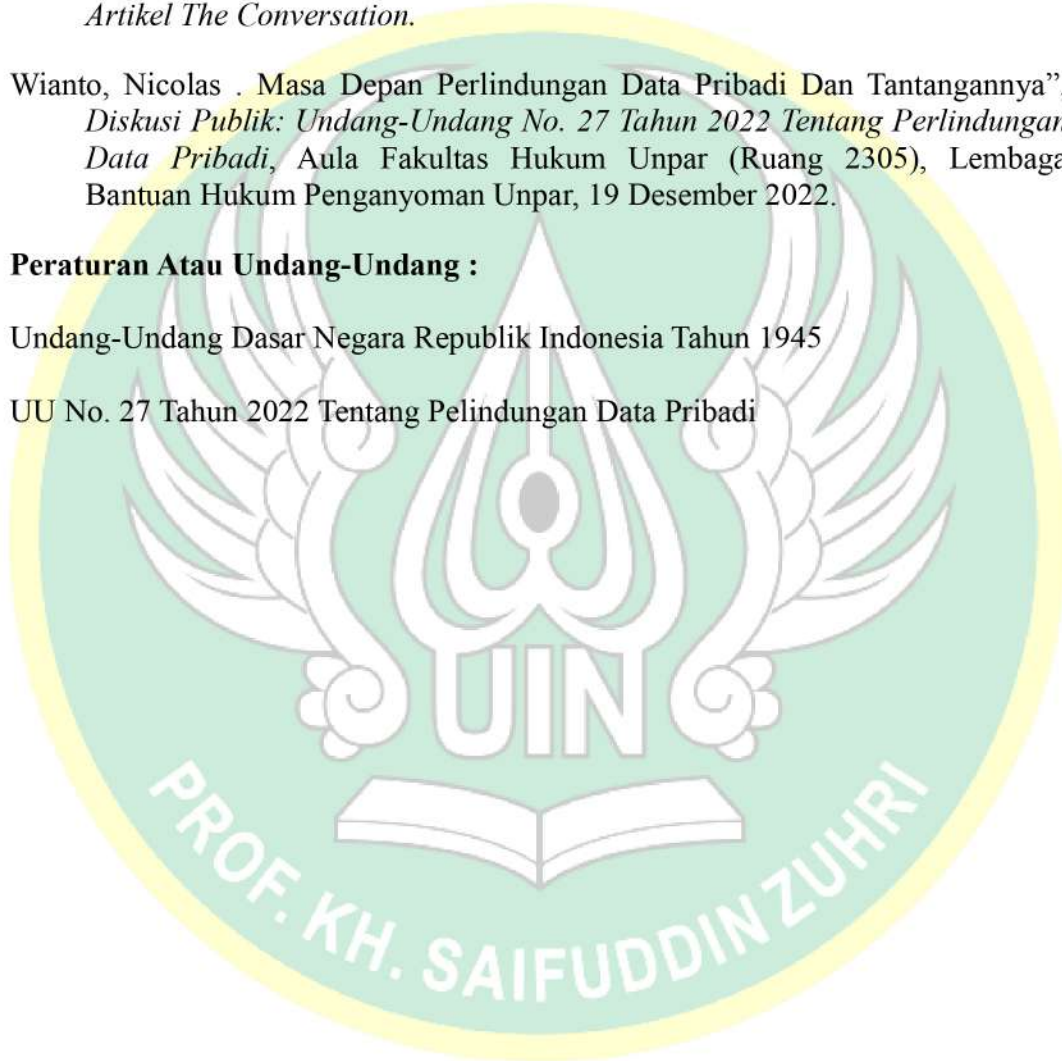 Artikel The Conversation.
Wianto, Nicolas . Masa Depan Perlindungan Data Pribadi Dan Tantangannya”,
Diskusi Publik: Undang-Undang No. 27 Tahun 2022 Tentang Perlindungan
Data Pribadi, Aula Fakultas Hukum Unpar (Ruang 2305), Lembaga
Bantuan Hukum Penganyoman Unpar, 19 Desember 2022.
Peraturan Atau Undang-Undang :
Undang-Undang Dasar Negara Republik Indonesia Tahun 1945
UU No. 27 Tahun 2022 Tentang Pelindungan Data Pribadi
UIN
PROF. KH. SAIFUDDIN ZUHRI